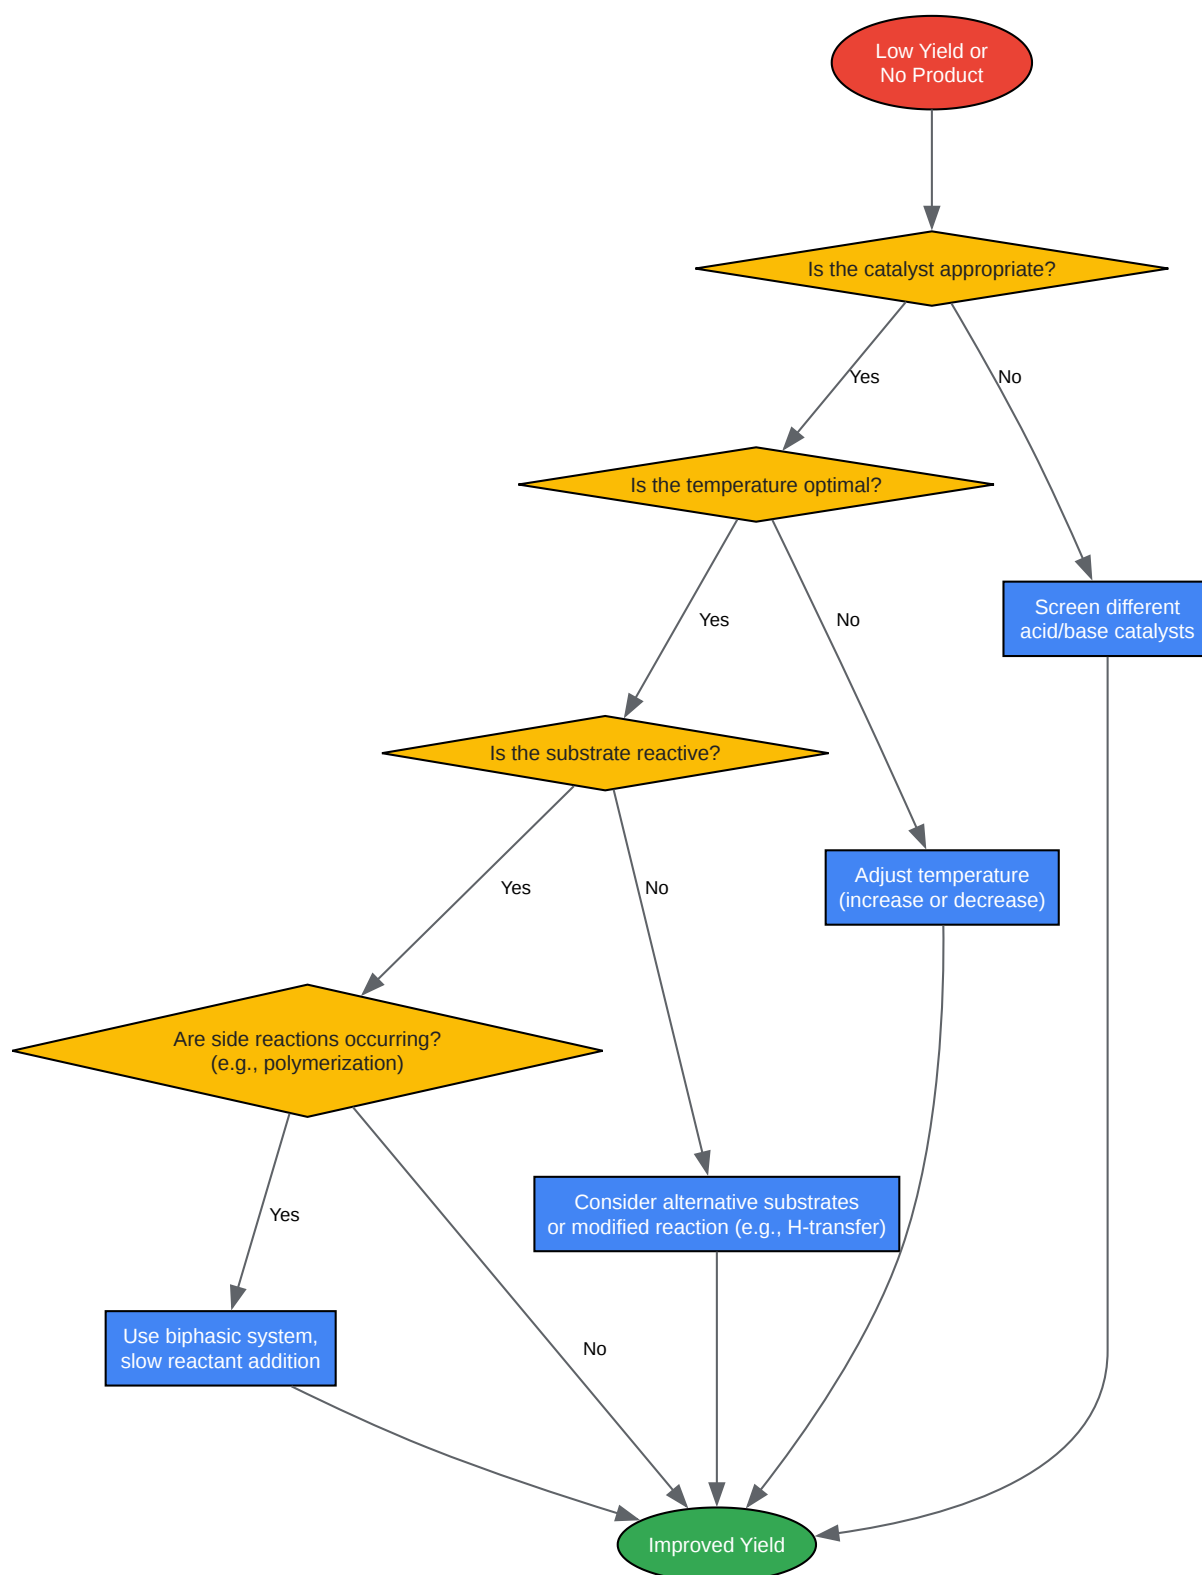 Low Yield or
No Product
Is the catalyst appropriate?
Yes
No
Is the temperature optimal?
Screen different
acid/base catalysts
Yes
No
Is the substrate reactive?
Adjust temperature
(increase or decrease)
Yes
No
Are side reactions occurring?
(e.g., polymerization)
Consider alternative substrates
or modified reaction (e.g., H-transfer)
Yes
Use biphasic system,
slow reactant addition
No
Improved Yield